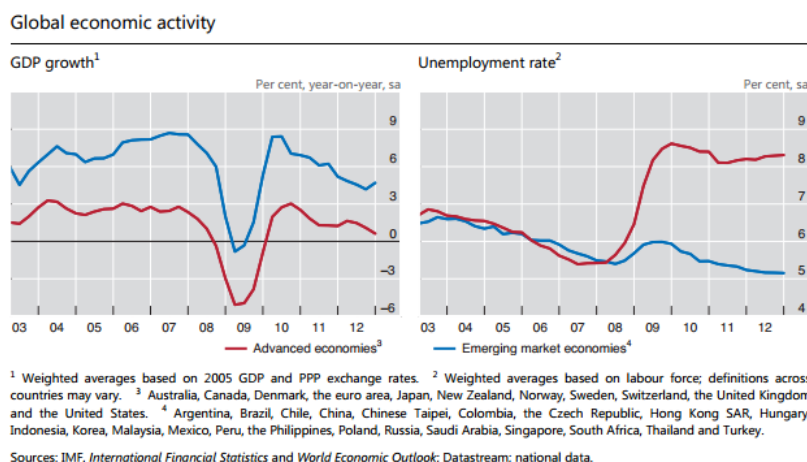 Global economic activity
GDP growth¹
Unemployment rate²
Per cent, year-on-year, sa
Per cent, sa
9
6
3
0
–3
–6
03 04 05 06 07 08 09 10 11 12
9
8
7
6
5
4
03 04 05 06 07 08 09 10 11 12
Advanced economies³
Emerging market economies⁴
¹ Weighted averages based on 2005 GDP and PPP exchange rates. ² Weighted averages based on labour force; definitions across
countries may vary. ³ Australia, Canada, Denmark, the euro area, Japan, New Zealand, Norway, Sweden, Switzerland, the United Kingdom
and the United States. ⁴ Argentina, Brazil, Chile, China, Chinese Taipei, Colombia, the Czech Republic, Hong Kong SAR, Hungary,
Indonesia, Korea, Malaysia, Mexico, Peru, the Philippines, Poland, Russia, Saudi Arabia, Singapore, South Africa, Thailand and Turkey.
Sources: IMF, International Financial Statistics and World Economic Outlook; Datastream; national data.